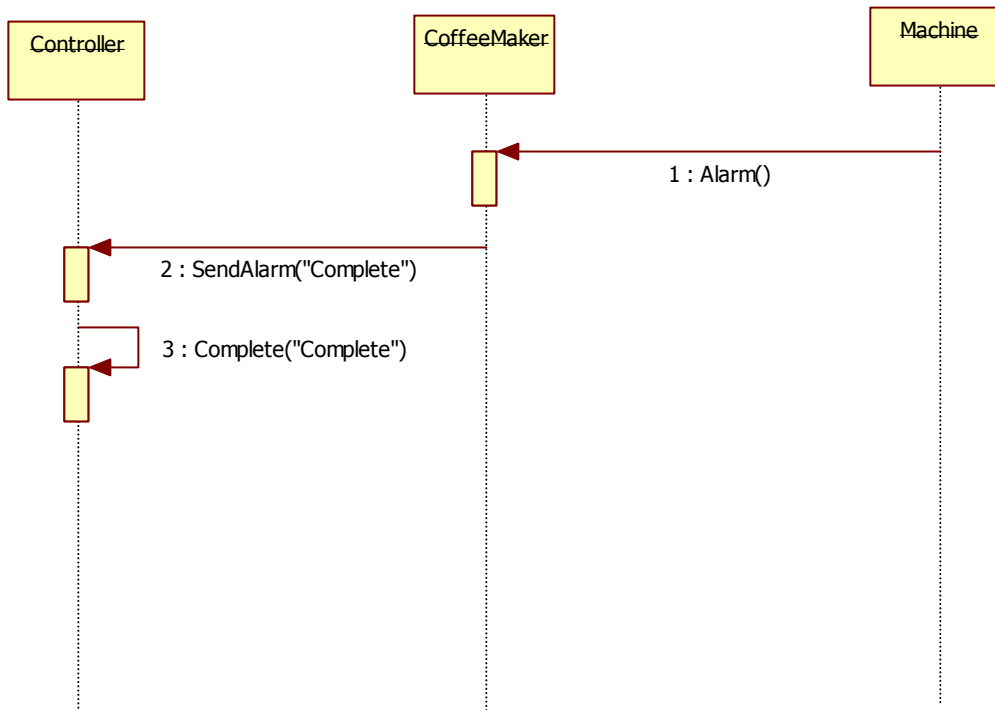 Controller
CoffeeMaker
Machine
1 : Alarm()
2 : SendAlarm("Complete")
3 : Complete("Complete")